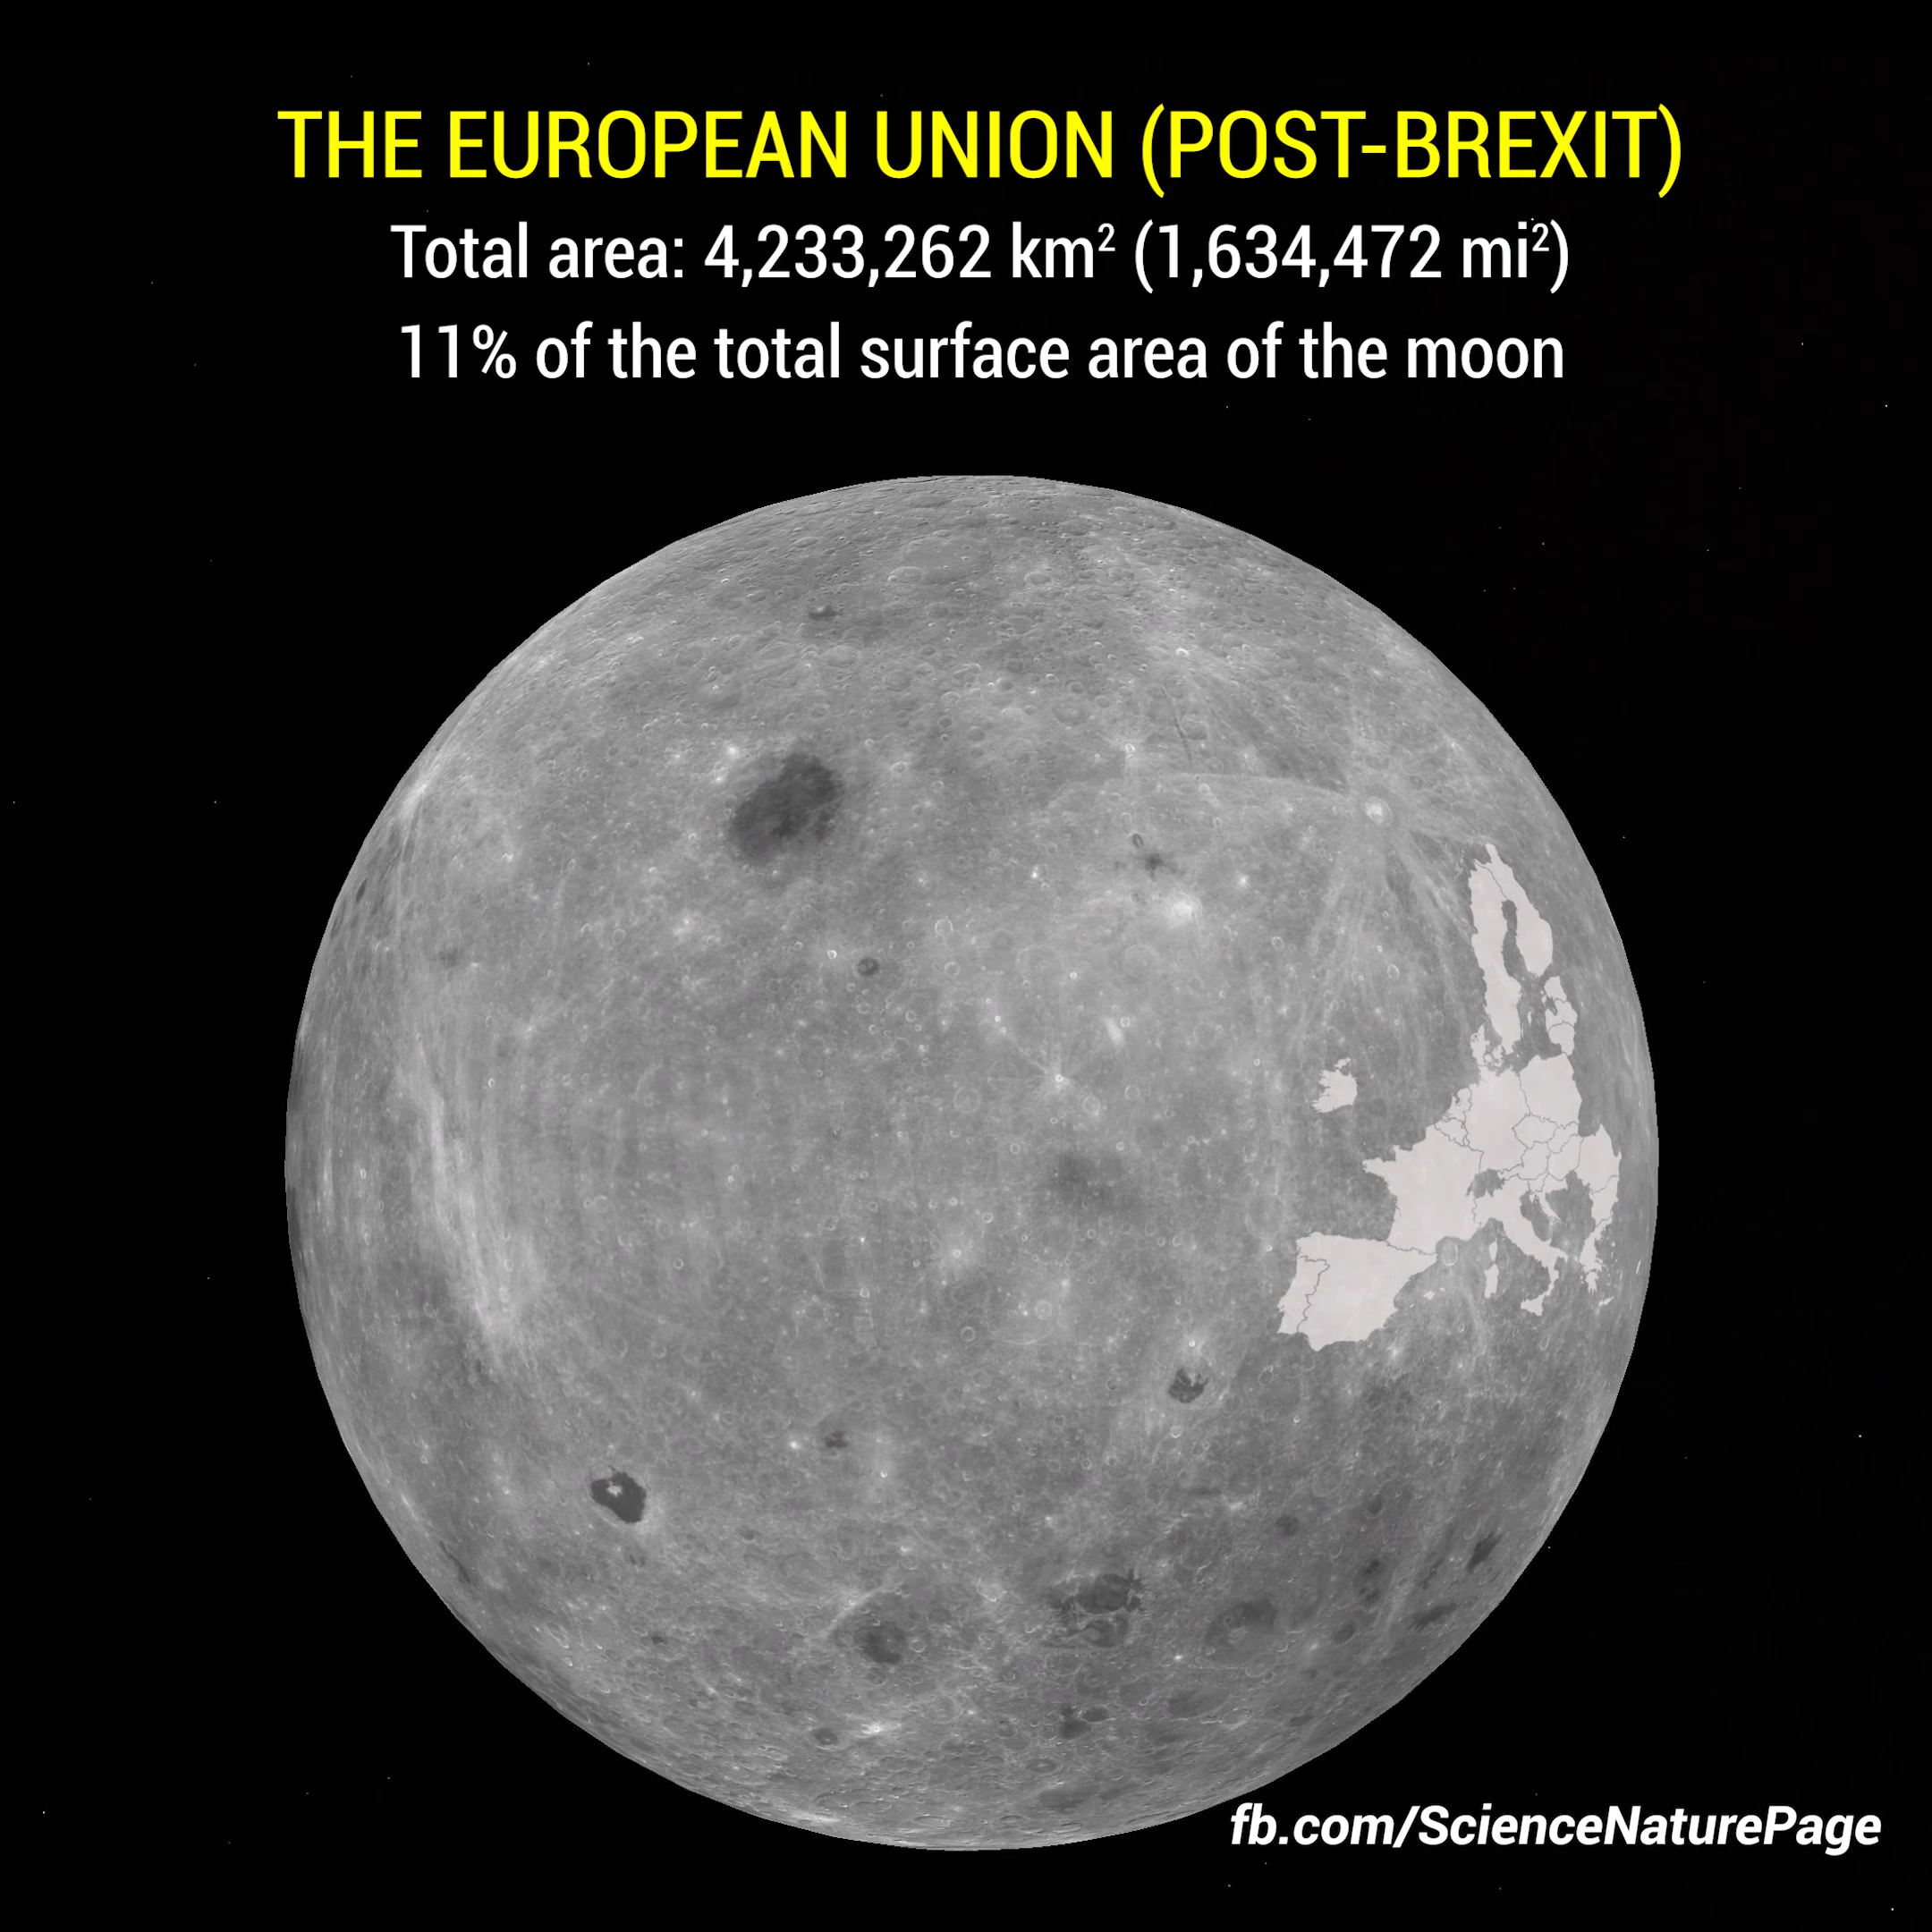 THE EUROPEAN UNION (POST-BREXIT)
Total area: 4,233,262 km² (1,634,472 mi²)
11% of the total surface area of the moon
fb.com/ScienceNaturePage